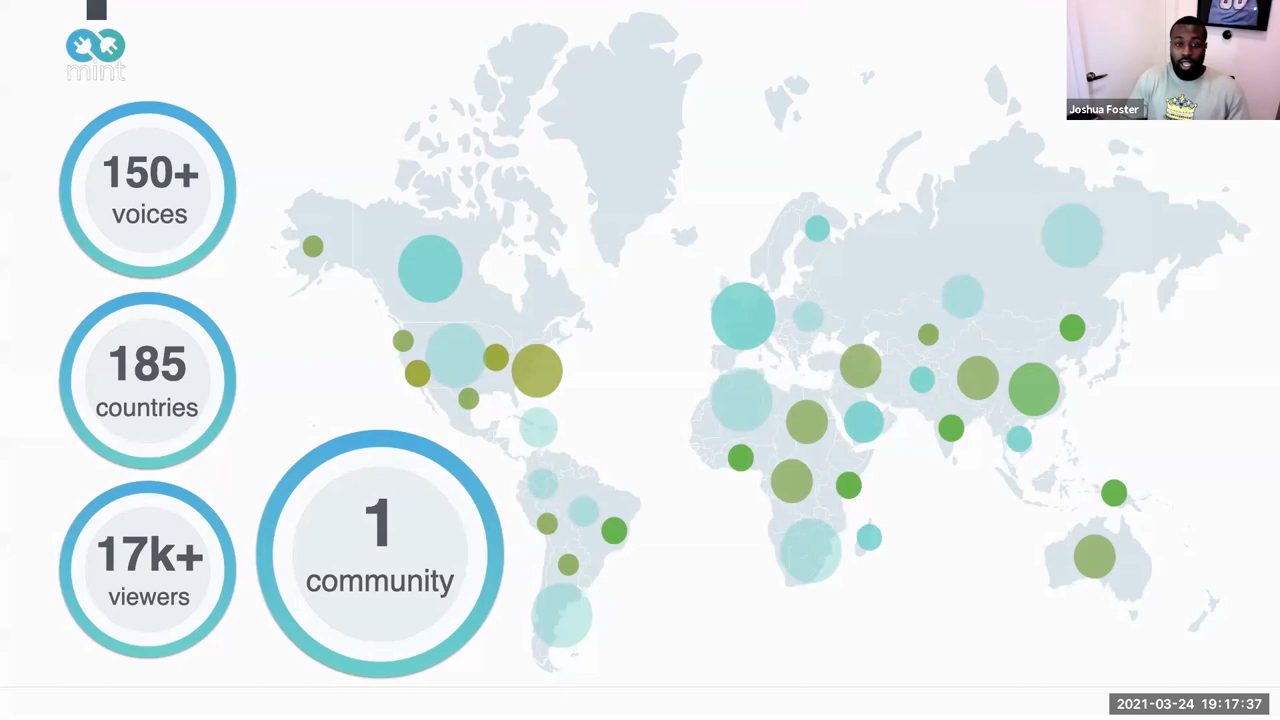 mint
150+
voices
185
countries
17k+
viewers
1
community
Joshua Foster
2021-03-24 19:17:37